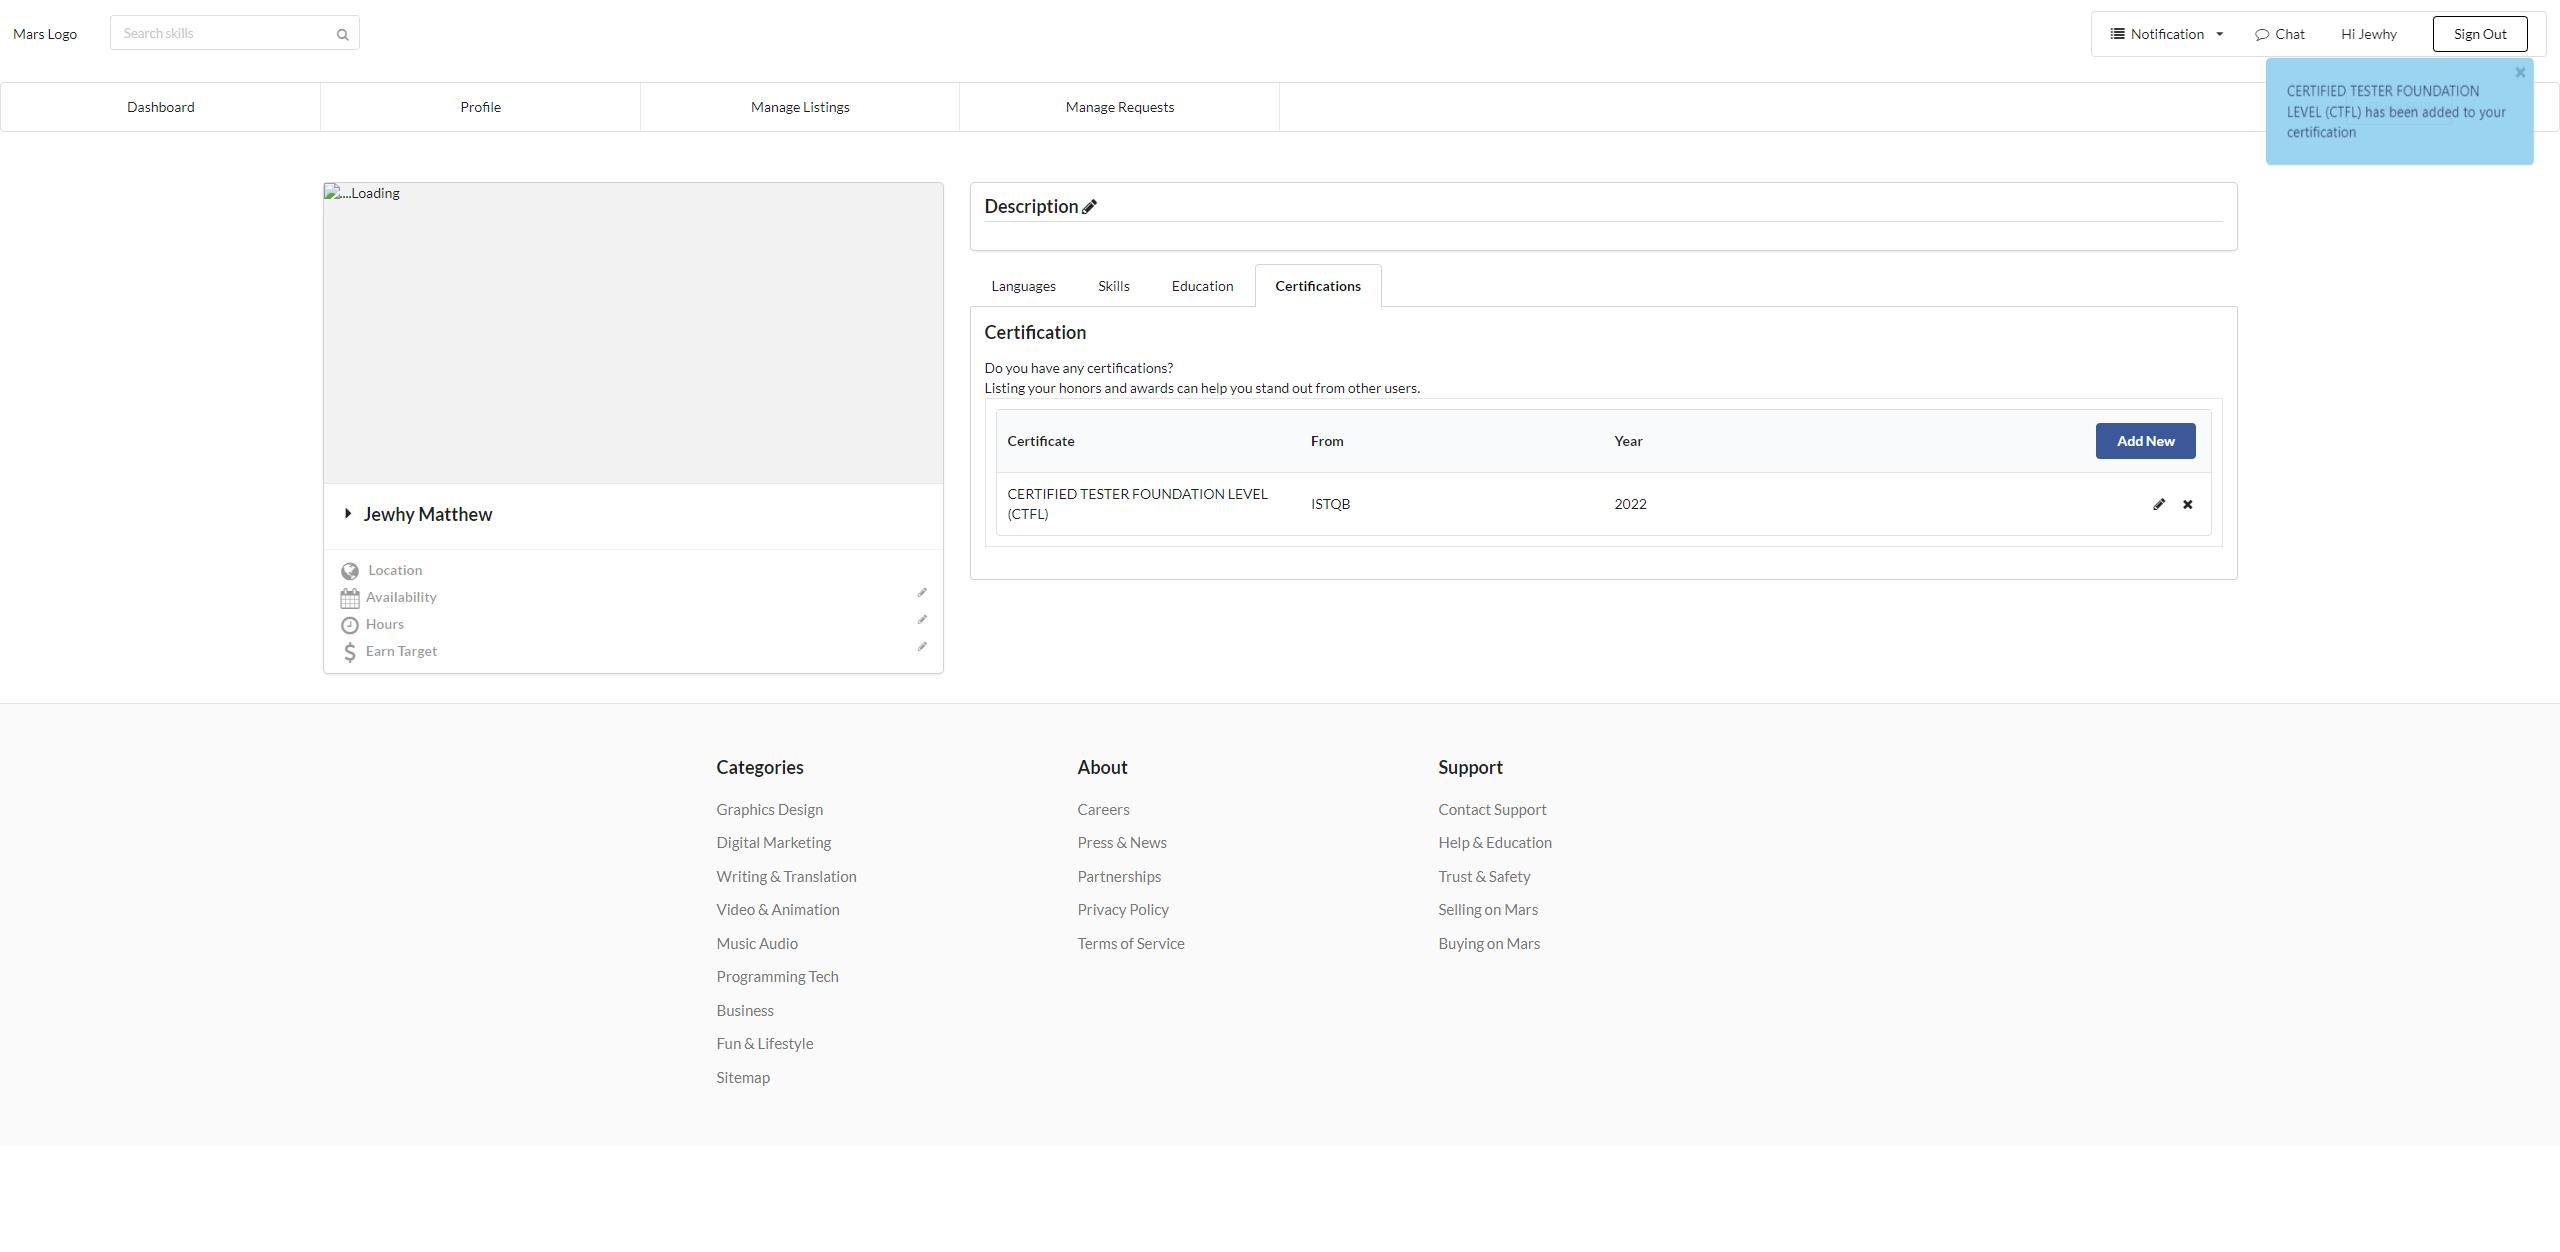 Mars Logo
Search skills
Notification
Chat
Hi Jewhy
Sign Out
Dashboard
Profile
Manage Listings
Manage Requests
CERTIFIED TESTER FOUNDATION
LEVEL (CTFL) has been added to your
certification
....Loading
Jewhy Matthew
Location
Availability
Hours
Earn Target
Description
Languages
Skills
Education
Certifications
Certification
Do you have any certifications?
Listing your honors and awards can help you stand out from other users.
Certificate
From
Year
Add New
CERTIFIED TESTER FOUNDATION LEVEL
(CTFL)
ISTQB
2022
Categories
Graphics Design
Digital Marketing
Writing & Translation
Video & Animation
Music Audio
Programming Tech
Business
Fun & Lifestyle
Sitemap
About
Careers
Press & News
Partnerships
Privacy Policy
Terms of Service
Support
Contact Support
Help & Education
Trust & Safety
Selling on Mars
Buying on Mars